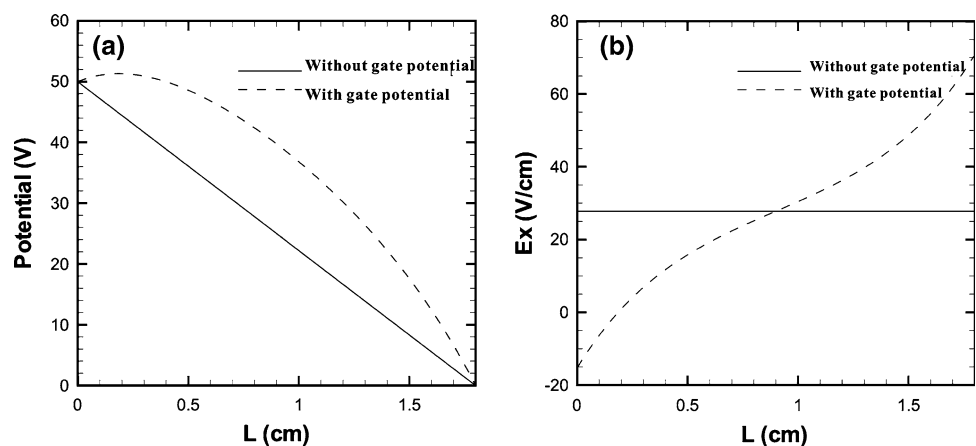 60
50
40
30
20
10
0
Potential (V)
(a)
Without gate potential
With gate potential
0
0.5
1
1.5
L (cm)
80
60
40
20
0
-20
Ex (V/cm)
(b)
Without gate potential
With gate potential
0
0.5
1
1.5
L (cm)